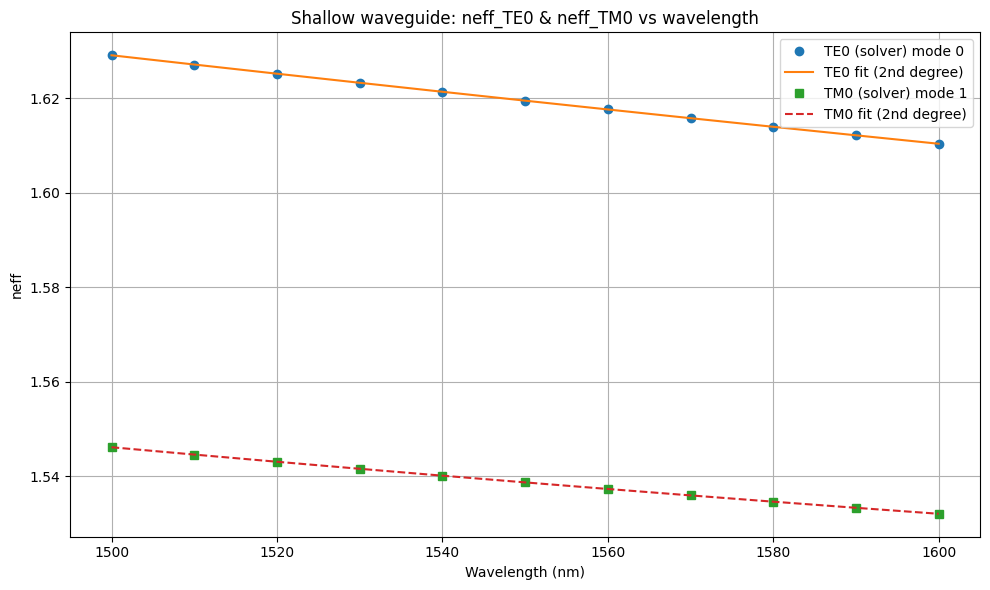 Shallow waveguide: neff_TE0 & neff_TM0 vs wavelength
TE0 (solver) mode 0
TE0 fit (2nd degree)
TM0 (solver) mode 1
TM0 fit (2nd degree)
neff
1.62
1.60
1.58
1.56
1.54
1500
1520
1540
1560
1580
1600
Wavelength (nm)